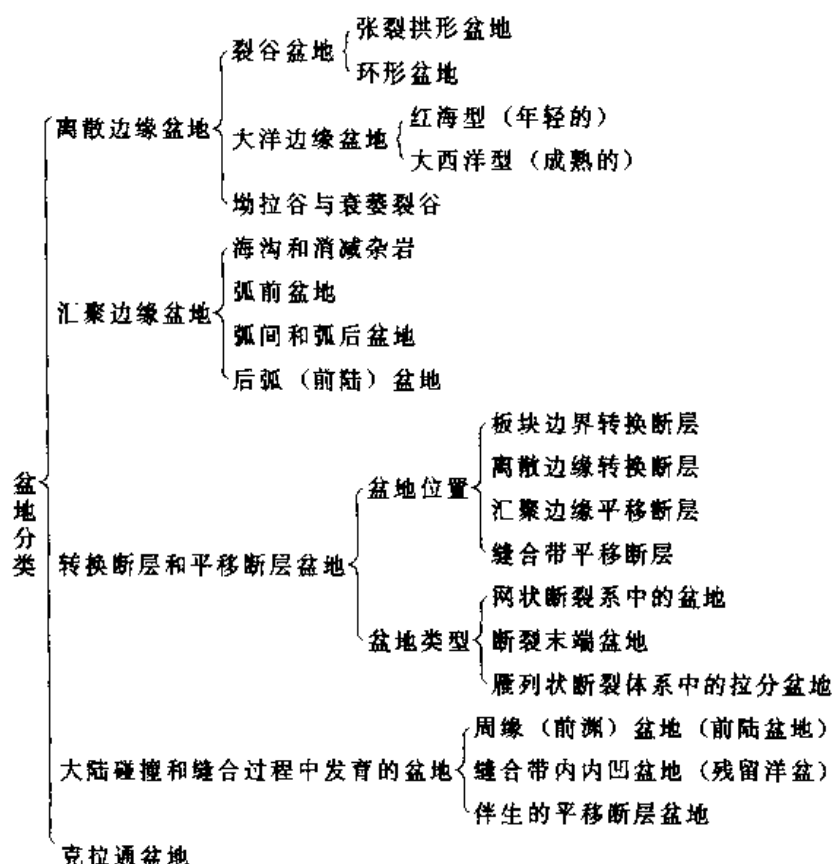 张裂拱形盆地
裂谷盆地
环形盆地
红海型（年轻的）
离散边缘盆地
大洋边缘盆地
大西洋型（成熟的）
坳拉谷与衰萎裂谷
海沟和消减杂岩
弧前盆地
汇聚边缘盆地
弧间和弧后盆地
后弧（前陆）盆地
板块边界转换断层
离散边缘转换断层
盆地位置
汇聚边缘平移断层
缝合带平移断层
盆地分类
转换断层和平移断层盆地
网状断裂系中的盆地
盆地类型
断裂末端盆地
雁列状断裂体系中的拉分盆地
周缘（前渊）盆地（前陆盆地）
大陆碰撞和缝合过程中发育的盆地
缝合带内内凹盆地（残留洋盆）
伴生的平移断层盆地
克拉通盆地